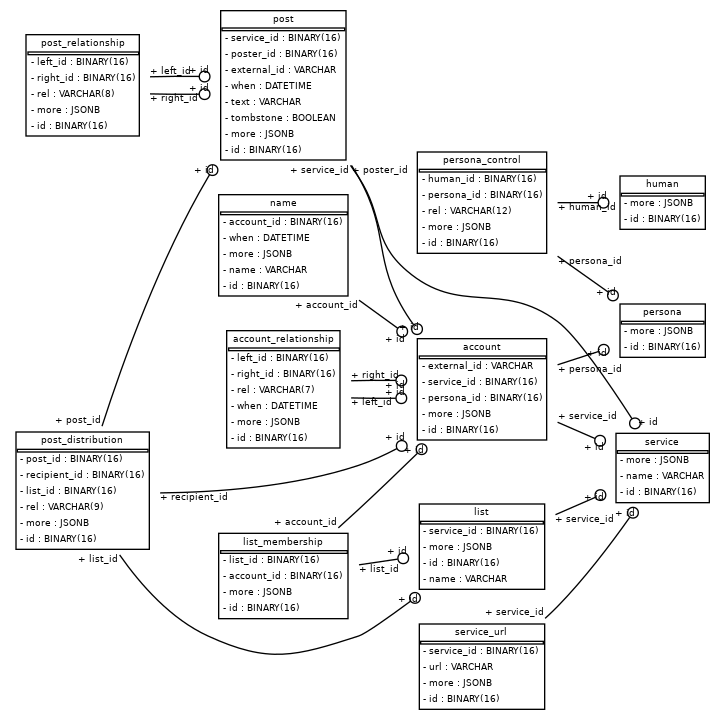 post
- service_id : BINARY(16)
- poster_id : BINARY(16)
- external_id : VARCHAR
- when : DATETIME
- text : VARCHAR
- tombstone : BOOLEAN
- more : JSONB
- id : BINARY(16)
post_relationship
- left_id : BINARY(16)
- right_id : BINARY(16)
- rel : VARCHAR(8)
- more : JSONB
- id : BINARY(16)
+ left_id
+ id
+ id
+ right_id
+ id
+ service_id
+ poster_id
persona_control
- human_id : BINARY(16)
- persona_id : BINARY(16)
- rel : VARCHAR(12)
- more : JSONB
- id : BINARY(16)
human
- more : JSONB
- id : BINARY(16)
+ id
+ human_id
+ persona_id
+ id
name
- account_id : BINARY(16)
- when : DATETIME
- more : JSONB
- name : VARCHAR
- id : BINARY(16)
+ account_id
+ id
+ id
persona
- more : JSONB
- id : BINARY(16)
account_relationship
- left_id : BINARY(16)
- right_id : BINARY(16)
- rel : VARCHAR(7)
- when : DATETIME
- more : JSONB
- id : BINARY(16)
+ right_id
+ id
+ id
+ left_id
account
- external_id : VARCHAR
- service_id : BINARY(16)
- persona_id : BINARY(16)
- more : JSONB
- id : BINARY(16)
+ id
+ persona_id
+ service_id
+ id
+ id
service
- more : JSONB
- name : VARCHAR
- id : BINARY(16)
+ post_id
post_distribution
- post_id : BINARY(16)
- recipient_id : BINARY(16)
- list_id : BINARY(16)
- rel : VARCHAR(9)
- more : JSONB
- id : BINARY(16)
+ id
+ id
+ recipient_id
+ account_id
+ list_id
list_membership
- list_id : BINARY(16)
- account_id : BINARY(16)
- more : JSONB
- id : BINARY(16)
+ id
+ list_id
list
- service_id : BINARY(16)
- more : JSONB
- id : BINARY(16)
- name : VARCHAR
+ id
+ service_id
+ id
+ id
+ service_id
service_url
- service_id : BINARY(16)
- url : VARCHAR
- more : JSONB
- id : BINARY(16)